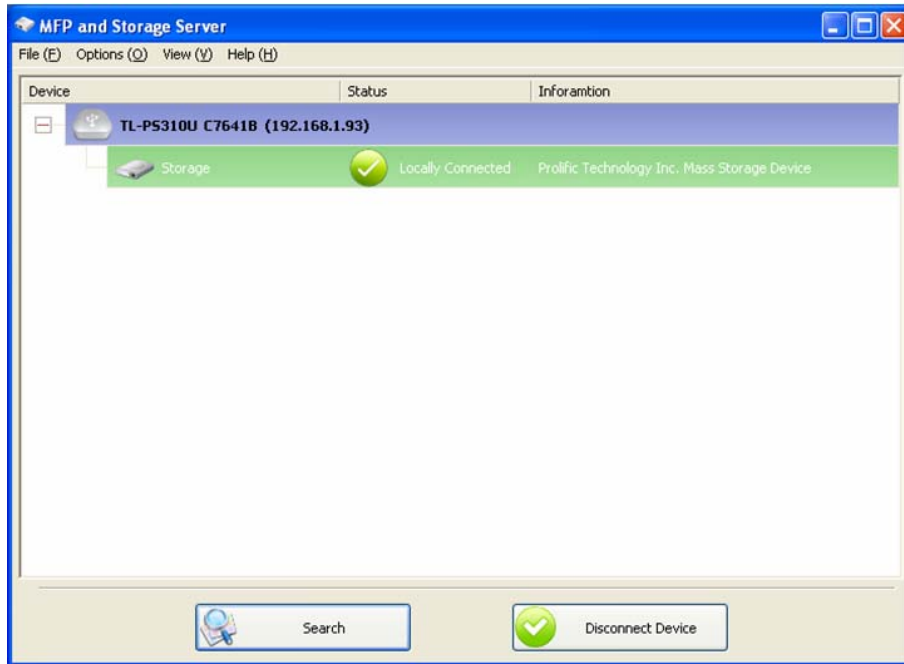 MFP and Storage Server
File (F) Options (O) View (V) Help (H)
Device Status Inforamtion
TL-PS310U C7641B (192.168.1.93)
Storage Locally Connected Prolific Technology Inc. Mass Storage Device
Search Disconnect Device